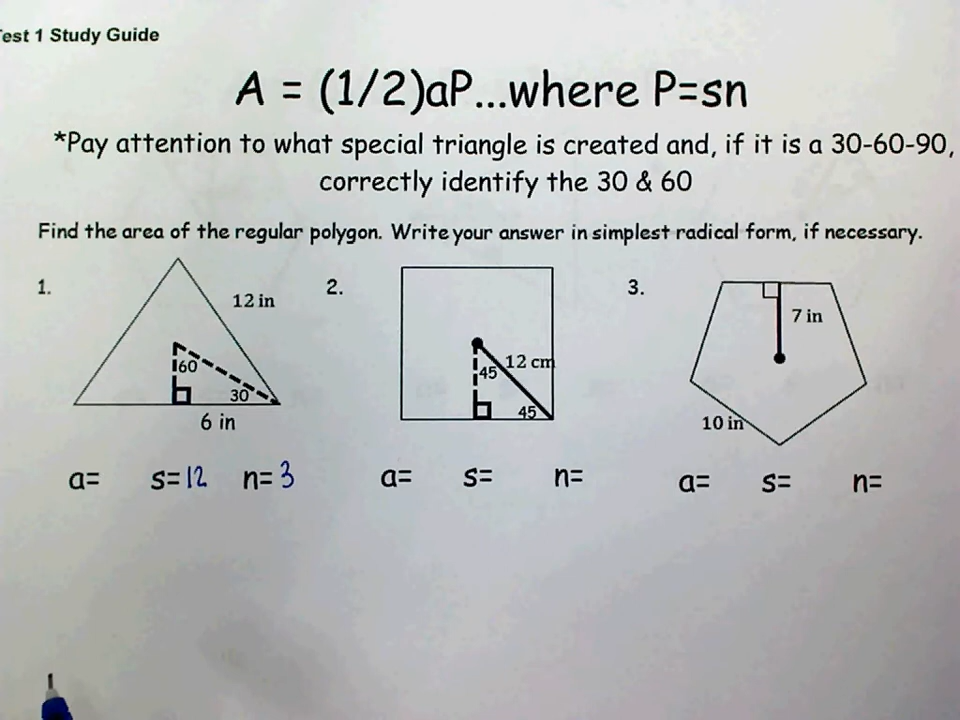 est 1 Study Guide
A = (1/2)aP...where P=sn
*Pay attention to what special triangle is created and, if it is a 30-60-90,
correctly identify the 30 & 60
Find the area of the regular polygon. Write your answer in simplest radical form, if necessary.
1.
12 in
60
30
6 in
a= s=12 n=3
2.
12 cm
45
45
a= s= n=
3.
7 in
10 in
a= s= n=